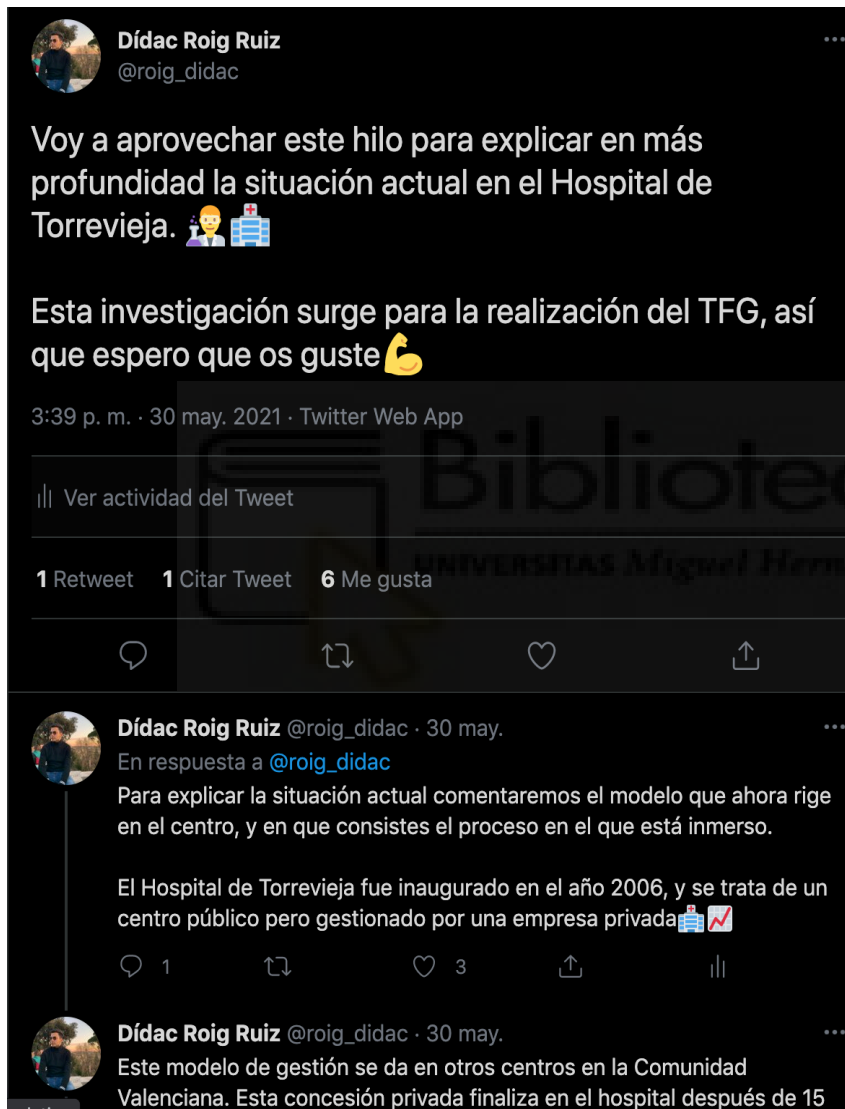 Dídac Roig Ruiz
@roig_didac
Voy a aprovechar este hilo para explicar en más
profundidad la situación actual en el Hospital de
Torrevieja.
Esta investigación surge para la realización del TFG, así
que espero que os guste
3:39 p. m. · 30 may. 2021 · Twitter Web App
Ver actividad del Tweet
1 Retweet 1 Citar Tweet 6 Me gusta
Bibliotec
UNIVERSITAS Miguel Hern
Dídac Roig Ruiz @roig_didac · 30 may.
En respuesta a @roig_didac
Para explicar la situación actual comentaremos el modelo que ahora rige
en el centro, y en que consistes el proceso en el que está inmerso.
El Hospital de Torrevieja fue inaugurado en el año 2006, y se trata de un
centro público pero gestionado por una empresa privada
1 3
Dídac Roig Ruiz @roig_didac · 30 may.
Este modelo de gestión se da en otros centros en la Comunidad
Valenciana. Esta concesión privada finaliza en el hospital después de 15